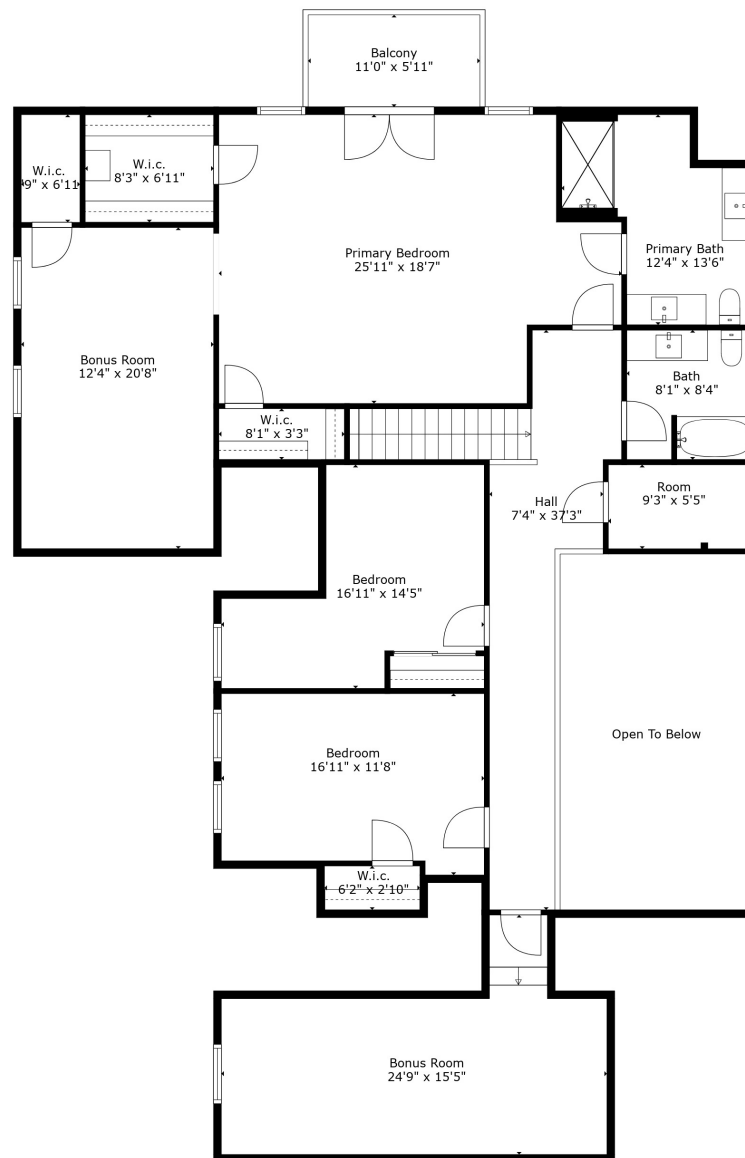 Balcony
11'0" x 5'11"
W.i.c.
9" x 6'11
W.i.c.
8'3" x 6'11"
Primary Bedroom
25'11" x 18'7"
Primary Bath
12'4" x 13'6"
Bonus Room
12'4" x 20'8"
Bath
8'1" x 8'4"
W.i.c.
8'1" x 3'3"
Room
9'3" x 5'5"
Hall
7'4" x 37'3"
Bedroom
16'11" x 14'5"
Open To Below
Bedroom
16'11" x 11'8"
W.i.c.
6'2" x 2'10"
Bonus Room
24'9" x 15'5"